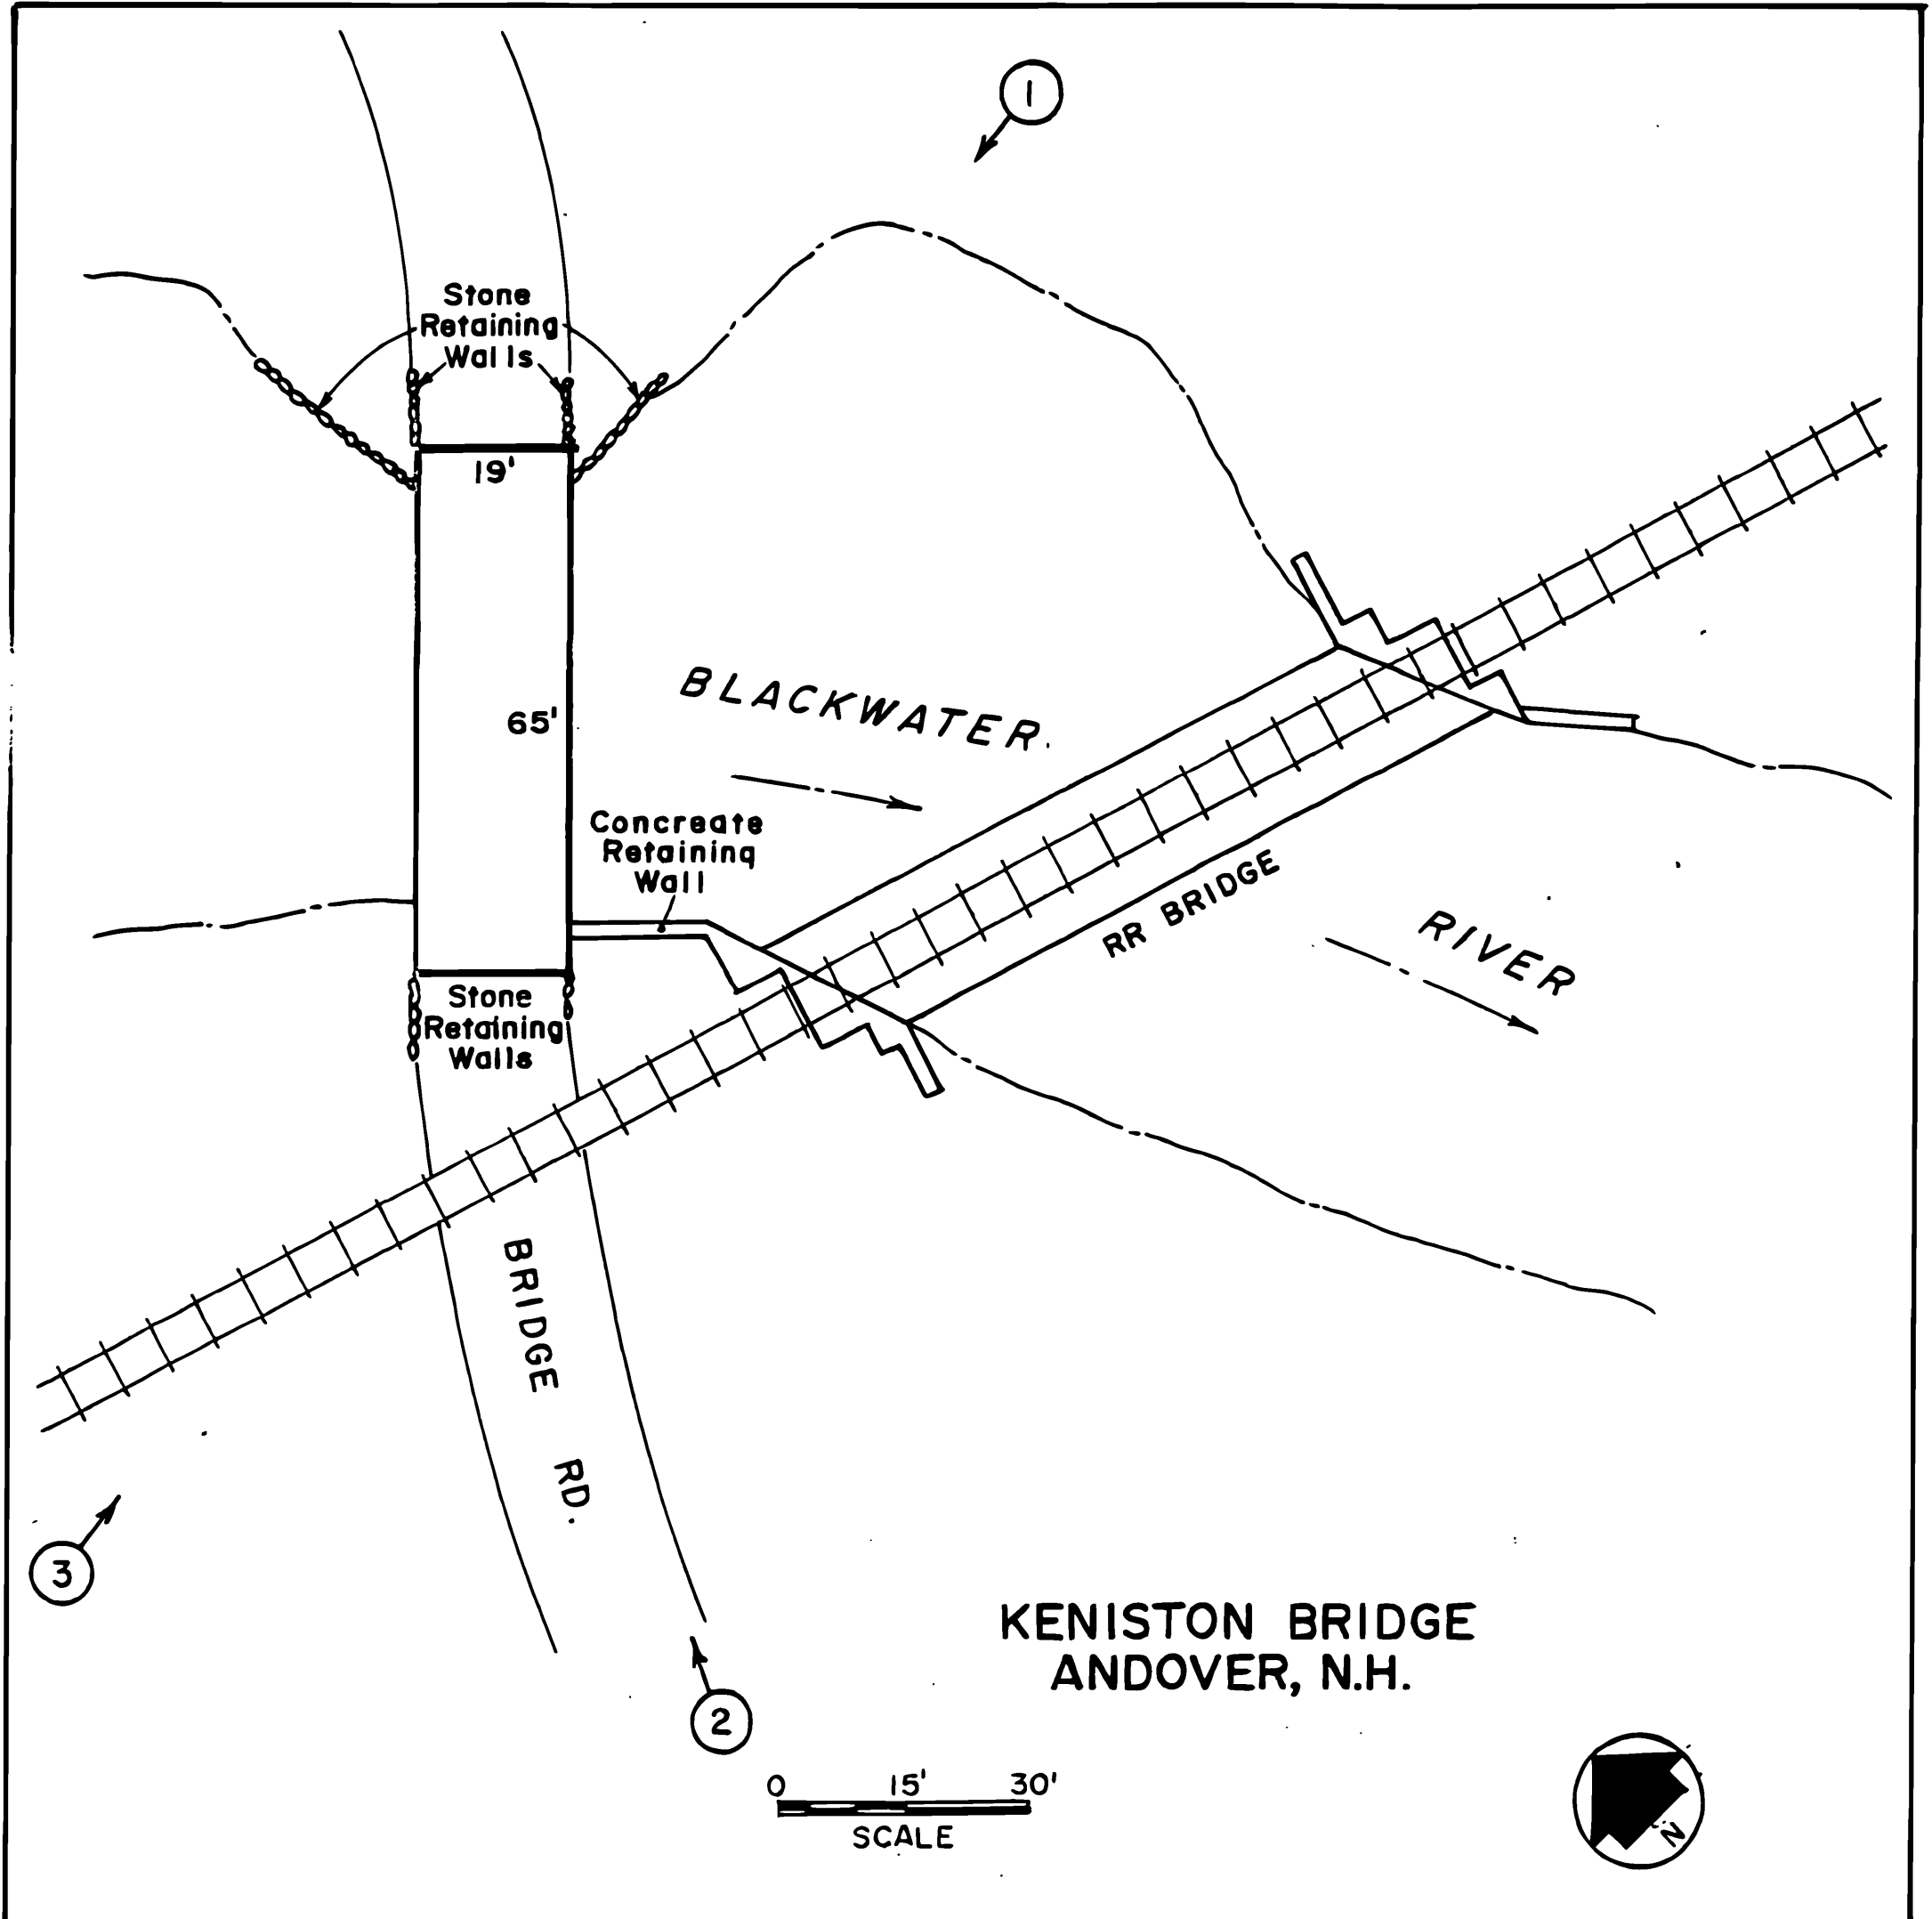 1
Stone
Retaining
Walls
19'
65'
BLACKWATER
Concreate
Retaining
Wall
RR BRIDGE
RIVER
Stone
Retaining
Walls
BRIDGE RD.
3
2
KENISTON BRIDGE
ANDOVER, N.H.
0 15' 30'
SCALE
N